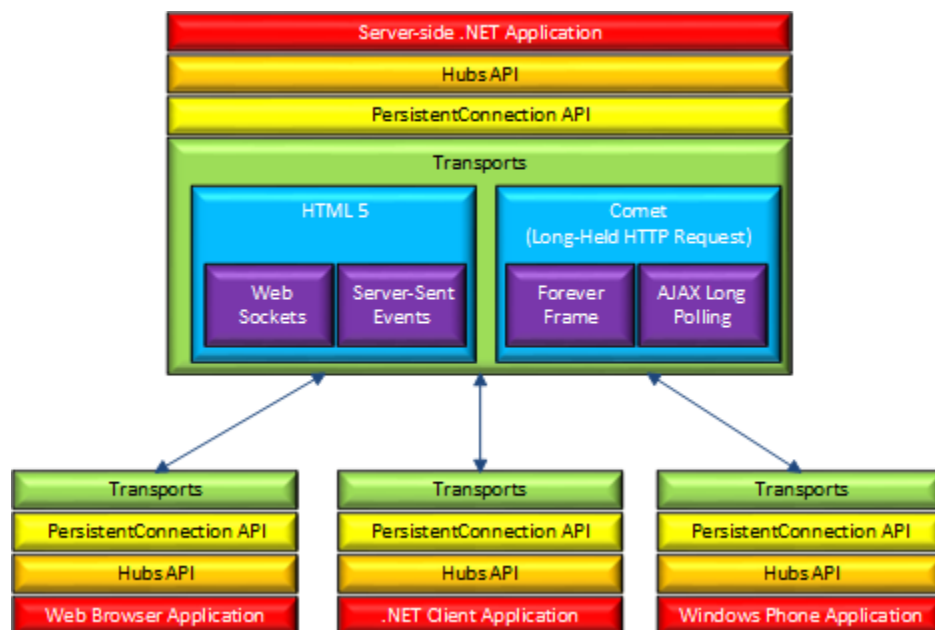 Server-side .NET Application
Hubs API
PersistentConnection API
Transports
HTML 5
Web
Sockets
Server-Sent
Events
Comet
(Long-Held HTTP Request)
Forever
Frame
AJAX Long
Polling
Transports
PersistentConnection API
Hubs API
Web Browser Application
Transports
PersistentConnection API
Hubs API
.NET Client Application
Transports
PersistentConnection API
Hubs API
Windows Phone Application